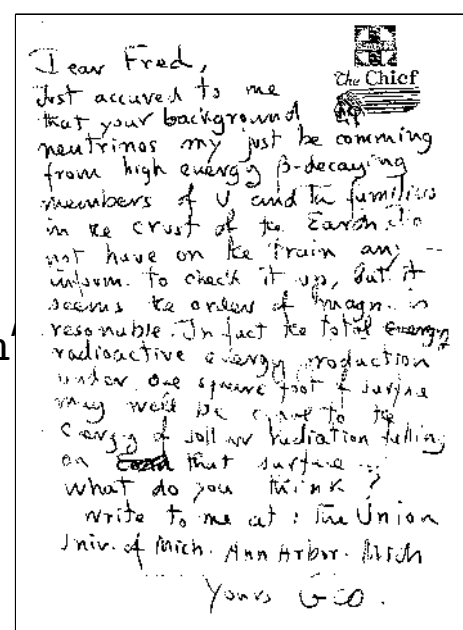 The Chief
Dear Fred,
Just accured to me
that your background
neutrinos my just be comming
from high energy β-decaying
members of U and Th families
in the crust of the Earth. do
not have on the train any
inform. to check it up, but it
seems the order of magn. is
resonable. In fact the total energy
radioactive energy production
under one square foot of surface
may well be equal to the
energy of radiation falling
on that surface
what do you think?
write to me at: The Union
Univ. of Mich. Ann Arbor. Mich
Yours GEO.